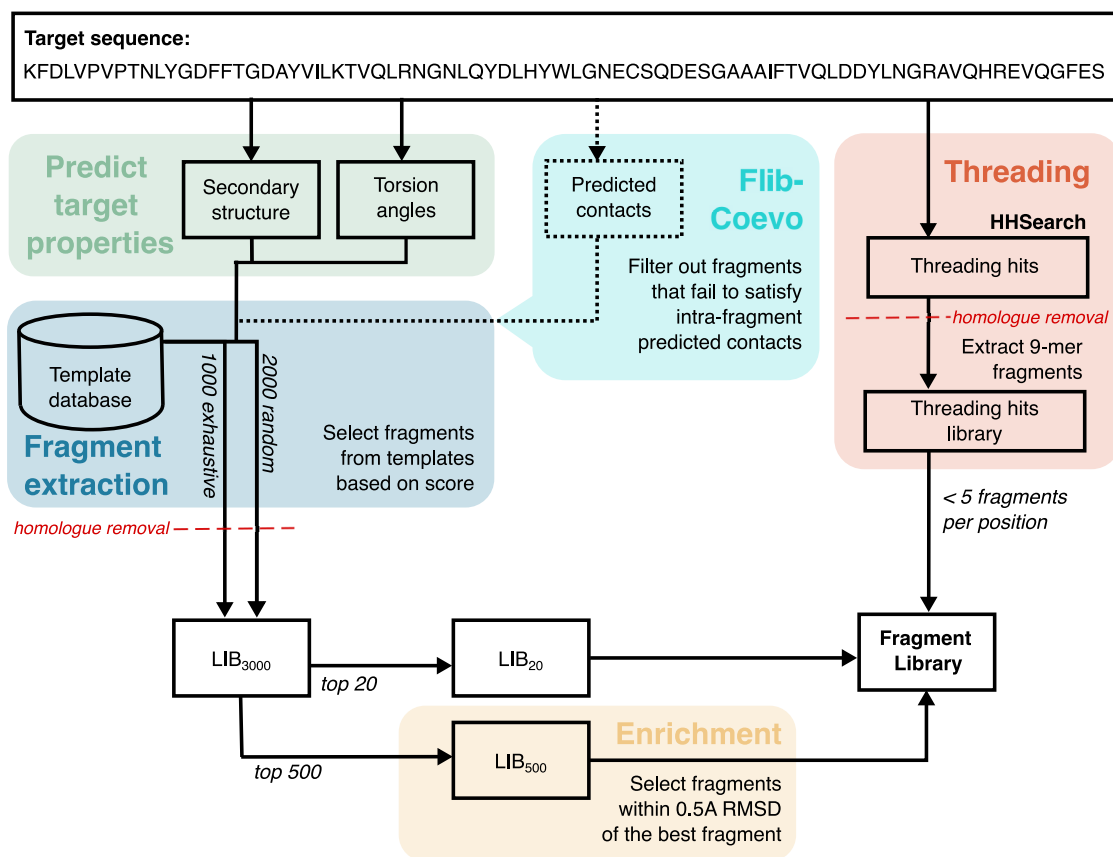 Target sequence:
KFDLVPVPTNLYGDFFTGDAYVILKTVQLRNGNLQYDLHYWLGNECSQDESGAAAIFTVQLDDYLNGRAVQHREVQGFES
Predict
target
properties
Secondary
structure
Torsion
angles
Predicted
contacts
Flib-
Coevo
Filter out fragments
that fail to satisfy
intra-fragment
predicted contacts
Threading
HHSearch
Threading hits
homologue removal
Extract 9-mer
fragments
Threading hits
library
< 5 fragments
per position
Template
database
Fragment
extraction
1000 exhaustive
2000 random
Select fragments
from templates
based on score
homologue removal
LIB3000
top 20
LIB20
Fragment
Library
top 500
Enrichment
LIB500
Select fragments
within 0.5A RMSD
of the best fragment